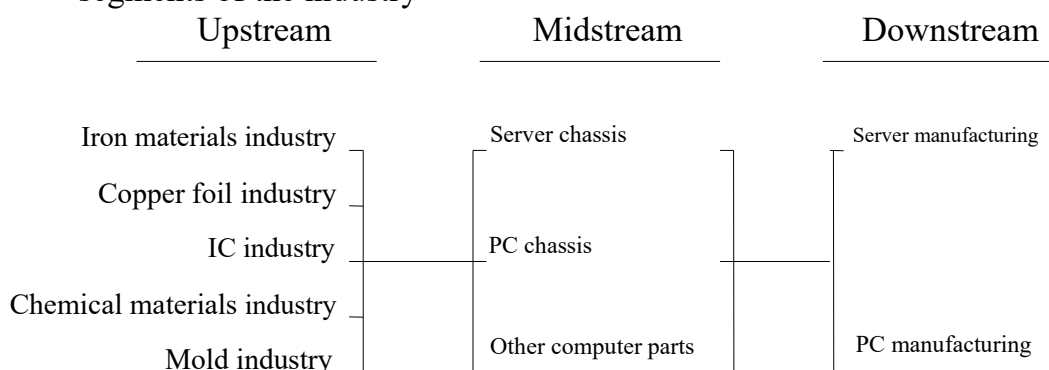 segments of the industry
Upstream Midstream Downstream
Iron materials industry Server chassis Server manufacturing
Copper foil industry
IC industry PC chassis
Chemical materials industry
Mold industry Other computer parts PC manufacturing